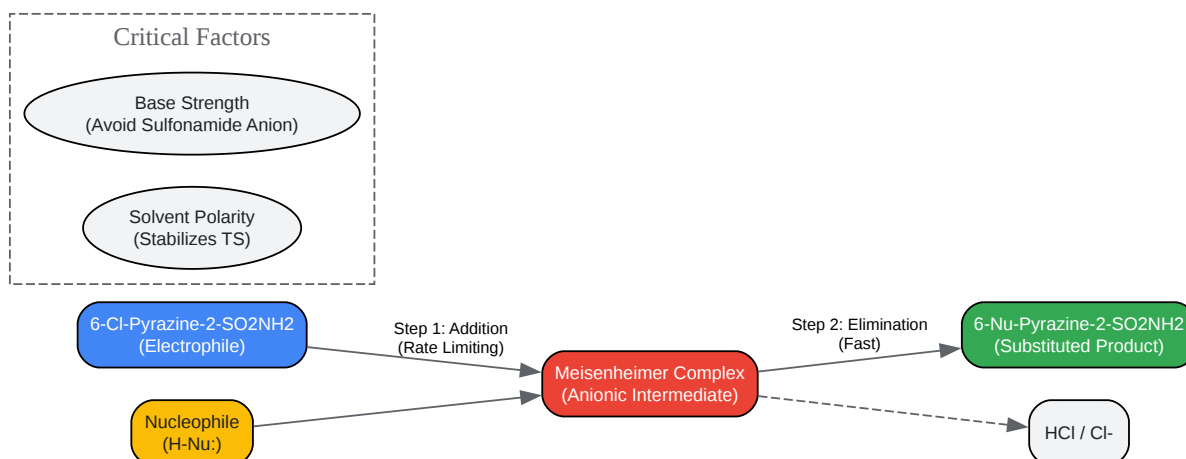 Critical Factors
Base Strength
(Avoid Sulfonamide Anion)
Solvent Polarity
(Stabilizes TS)
6-Cl-Pyrazine-2-SO2NH2
(Electrophile)
Step 1: Addition
(Rate Limiting)
Meisenheimer Complex
(Anionic Intermediate)
Step 2: Elimination
(Fast)
6-Nu-Pyrazine-2-SO2NH2
(Substituted Product)
Nucleophile
(H-Nu:)
HCl / Cl-